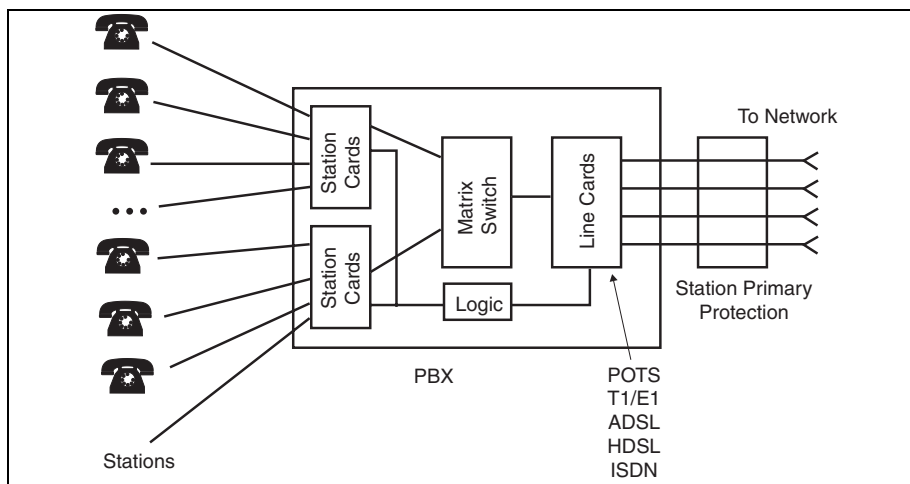 To Network
Station
Cards
Matrix
Switch
Line Cards
...
Station
Cards
Logic
Station Primary
Protection
PBX
POTS
T1/E1
ADSL
HDSL
ISDN
Stations